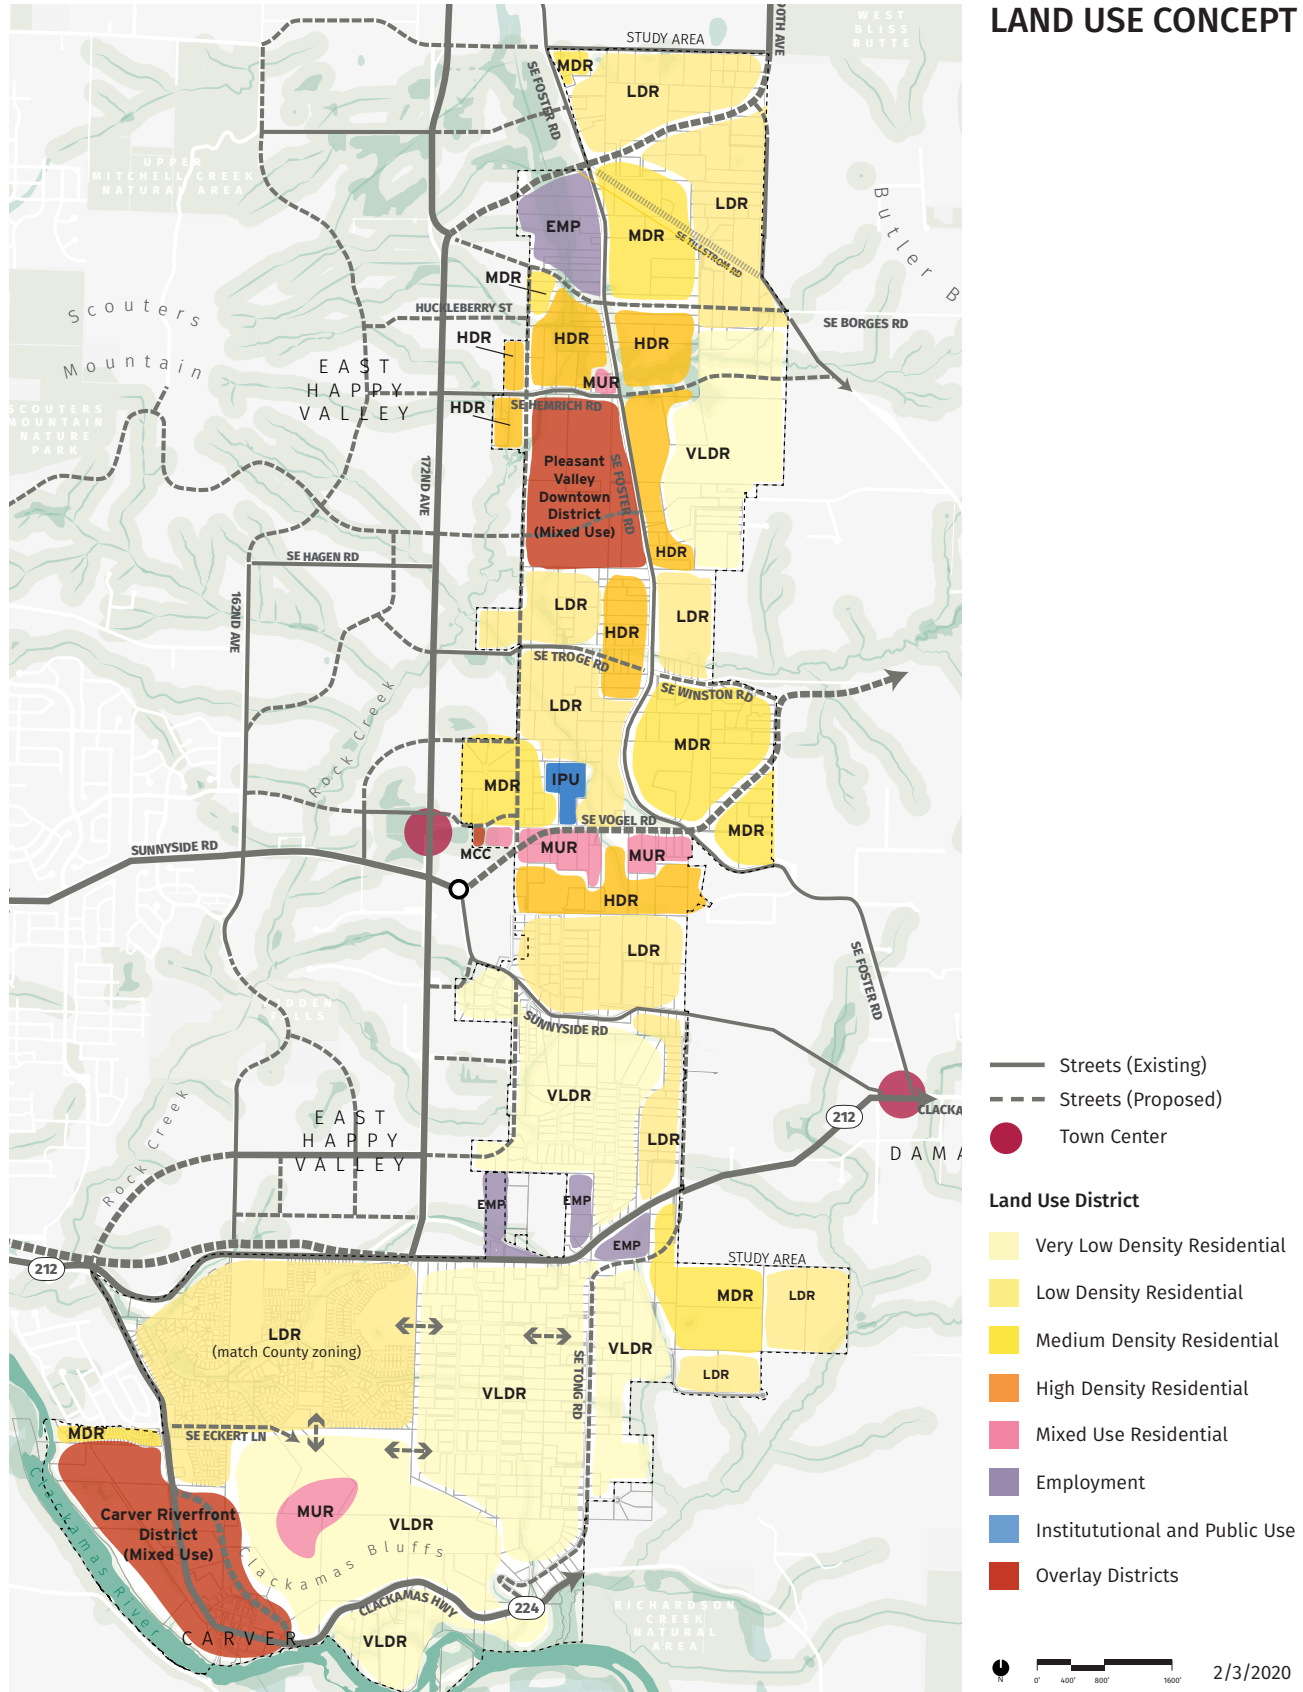 LAND USE CONCEPT
WEST
BLISS
BUTTE
STUDY AREA
MDR
LDR
SE FOSTER RD
UPPER
MITCHELL CREEK
NATURAL AREA
LDR
EMP
MDR
SE TILLSTROM RD
Butler B
MDR
HUCKLEBERRY ST
Scouters
Mountain
SE BORGES RD
HDR
HDR
HDR
EAST
HAPPY
VALLEY
MUR
SE HEMRICH RD
HDR
SCOUTERS
MOUNTAIN
NATURE
PARK
172ND AVE
VLDR
Pleasant
Valley
Downtown
District
(Mixed Use)
SE FOSTER RD
HDR
SE HAGEN RD
162ND AVE
LDR
HDR
LDR
SE TROGE RD
SE WINSTON RD
Rock Creek
LDR
MDR
MDR
IPU
SE VOGEL RD
MDR
SUNNYSIDE RD
MCC
MUR
MUR
HDR
LDR
SE FOSTER RD
HIDDEN
FALLS
SUNNYSIDE RD
VLDR
Rock Creek
EAST
HAPPY
VALLEY
LDR
212
CLACKA
DAMA
EMP
EMP
EMP
STUDY AREA
212
MDR
LDR
LDR
(match County zoning)
VLDR
LDR
SE TONG RD
VLDR
MDR
SE ECKERT LN
MUR
VLDR
Carver Riverfront
District
(Mixed Use)
Clackamas Bluffs
Clackamas River
CLACKAMAS HWY
224
RICHARDSON
CREEK
NATURAL
AREA
CARVER
VLDR
Streets (Existing)
Streets (Proposed)
Town Center
Land Use District
Very Low Density Residential
Low Density Residential
Medium Density Residential
High Density Residential
Mixed Use Residential
Employment
Institututional and Public Use
Overlay Districts
N
0'
400'
800'
1600'
2/3/2020